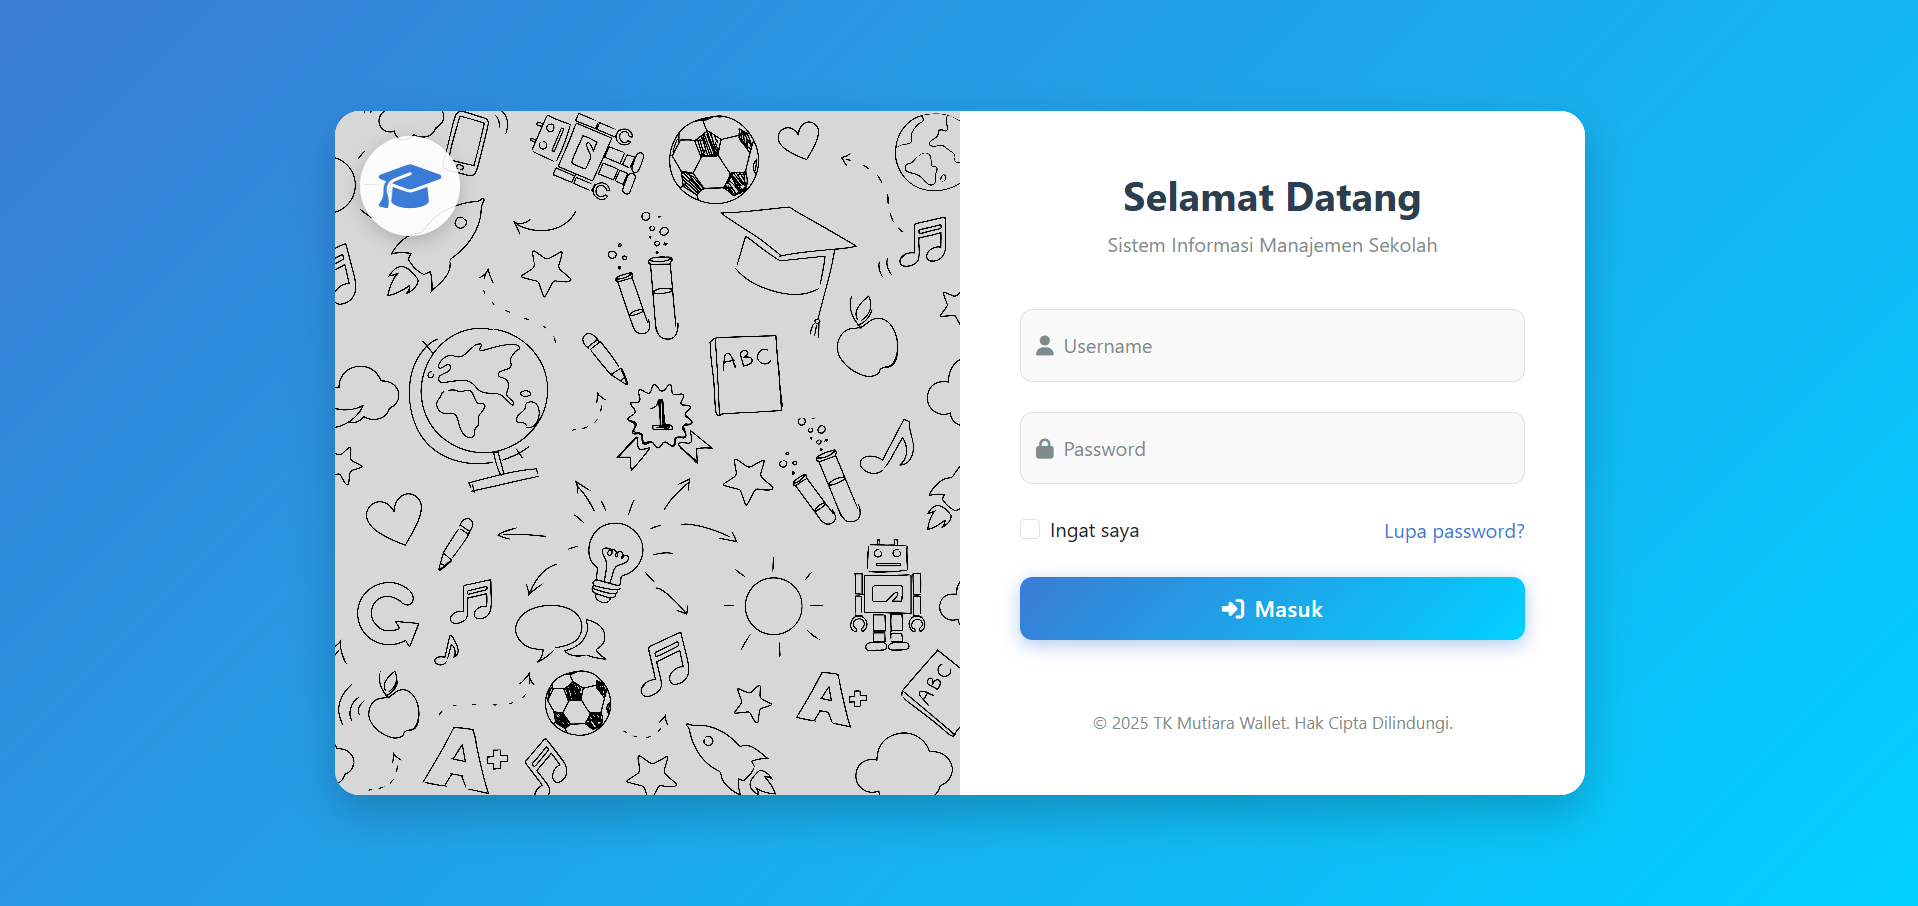 ABC
1
A+
ABC
A+
Selamat Datang
Sistem Informasi Manajemen Sekolah
Username
Password
Ingat saya
Lupa password?
Masuk
© 2025 TK Mutiara Wallet. Hak Cipta Dilindungi.